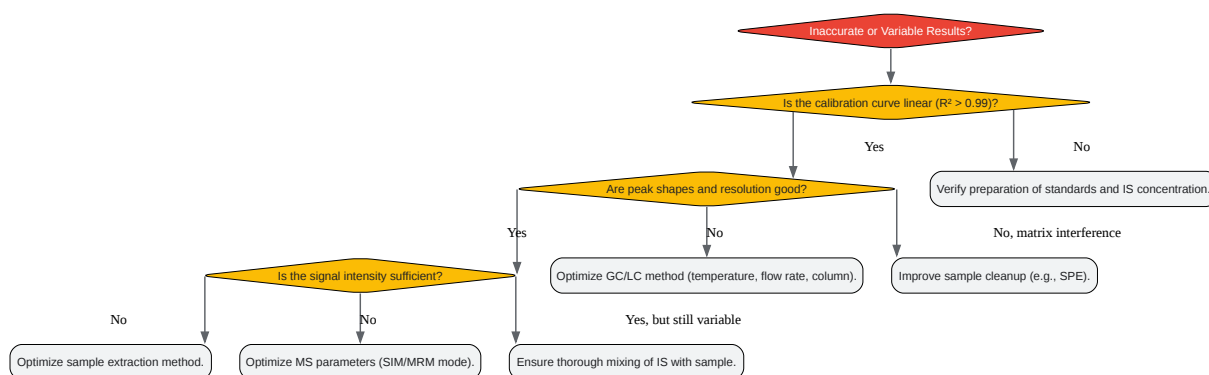 Inaccurate or Variable Results?
Is the calibration curve linear (R² > 0.99)?
Yes
No
Are peak shapes and resolution good?
Verify preparation of standards and IS concentration.
Yes
No
No, matrix interference
Is the signal intensity sufficient?
Optimize GC/LC method (temperature, flow rate, column).
Improve sample cleanup (e.g., SPE).
No
No
Yes, but still variable
Optimize sample extraction method.
Optimize MS parameters (SIM/MRM mode).
Ensure thorough mixing of IS with sample.